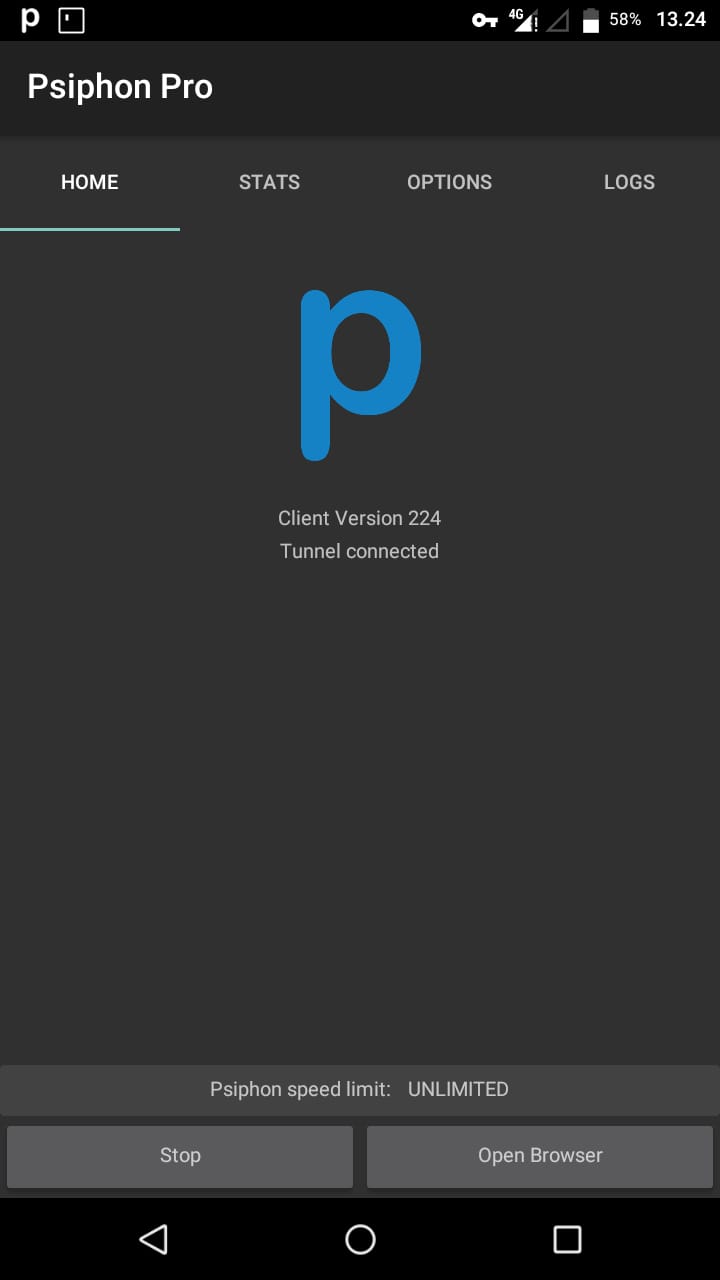 p 4G 58% 13.24
Psiphon Pro
HOME STATS OPTIONS LOGS
p
Client Version 224
Tunnel connected
Psiphon speed limit: UNLIMITED
Stop Open Browser